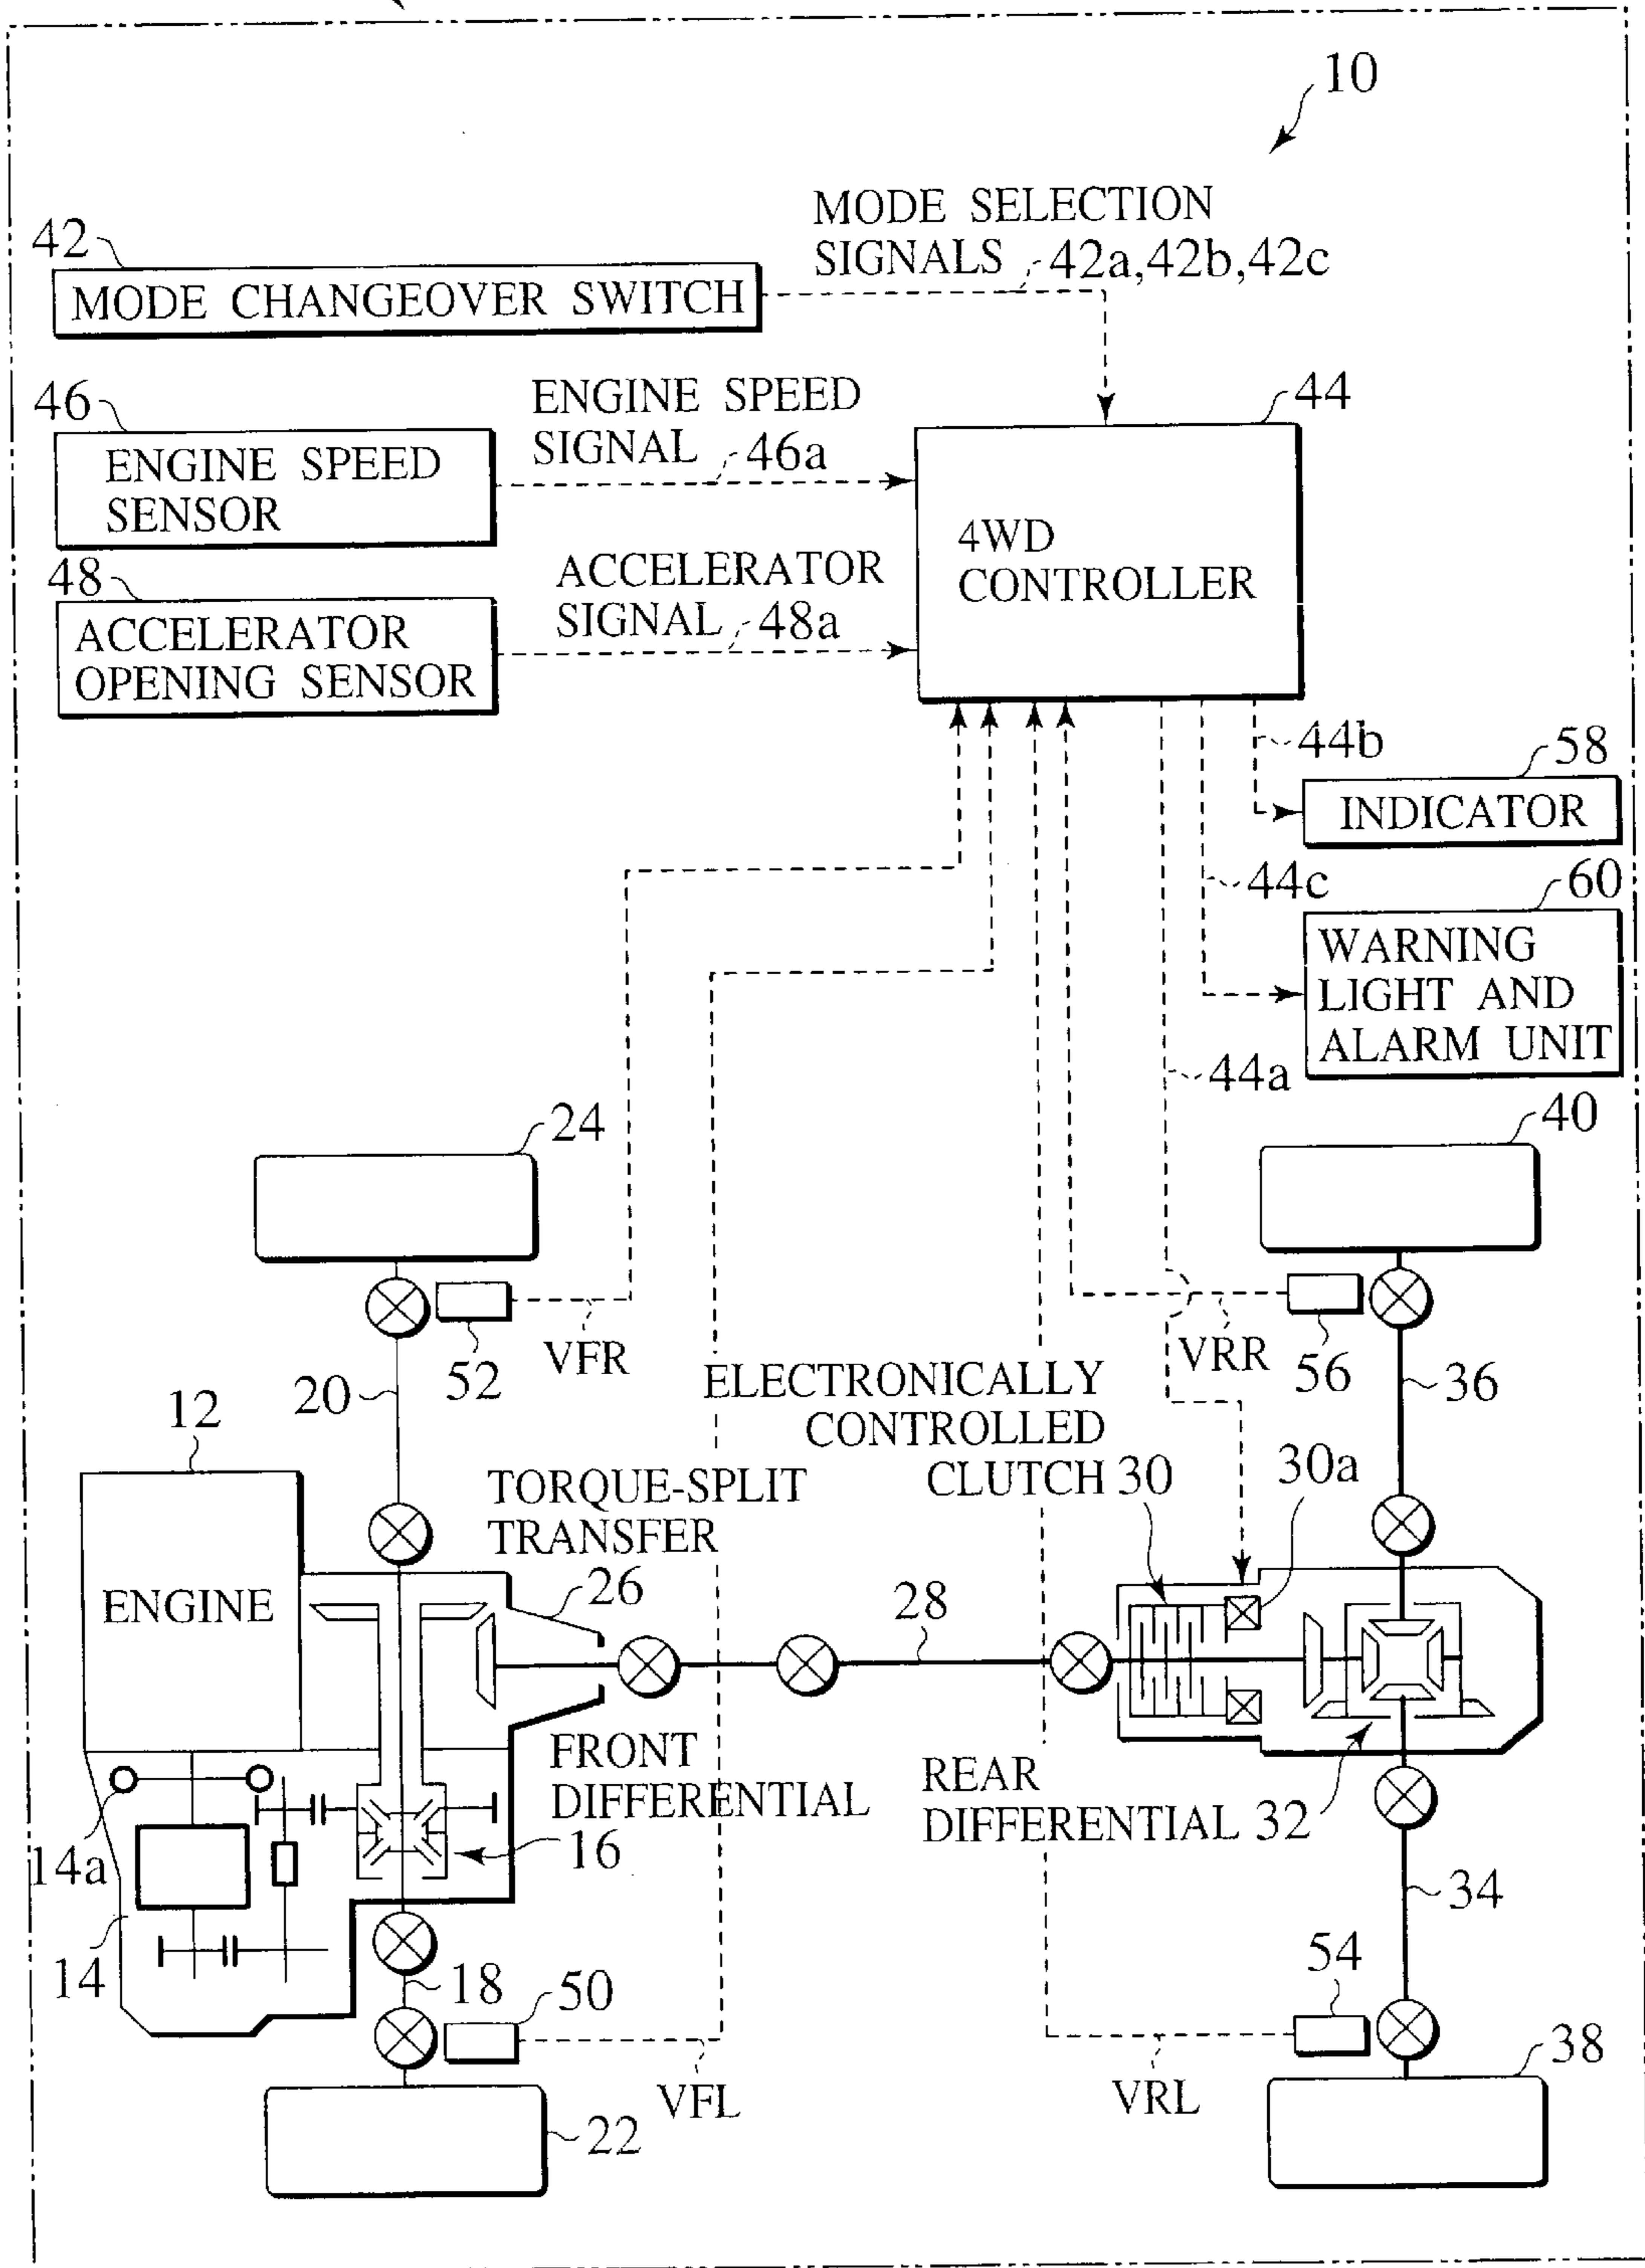 10
MODE SELECTION
SIGNALS 42a,42b,42c
42
MODE CHANGEOVER SWITCH
46
ENGINE SPEED
SIGNAL 46a
44
ENGINE SPEED
SENSOR
4WD
CONTROLLER
48
ACCELERATOR
SIGNAL 48a
ACCELERATOR
OPENING SENSOR
44b
58
INDICATOR
44c
60
WARNING
LIGHT AND
ALARM UNIT
44a
24
40
52
VFR
VRR
56
20
36
12
ELECTRONICALLY
CONTROLLED
CLUTCH 30
30a
TORQUE-SPLIT
TRANSFER
26
ENGINE
28
FRONT
DIFFERENTIAL
16
REAR
DIFFERENTIAL 32
14a
34
14
18
50
54
VFL
VRL
38
22